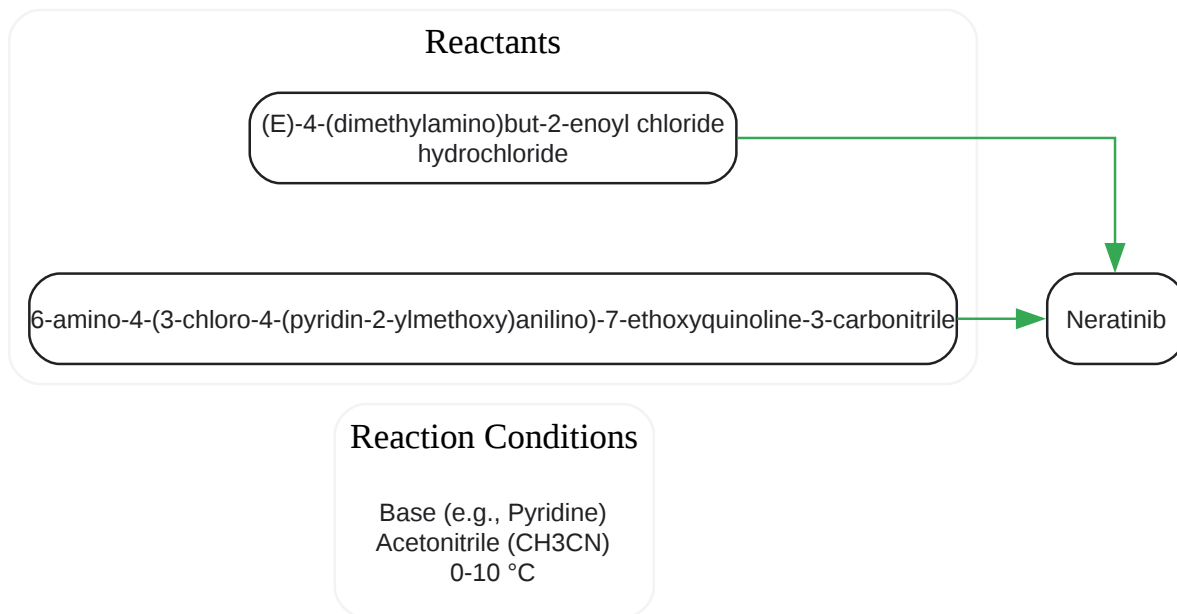 Reactants
(E)-4-(dimethylamino)but-2-enoyl chloride
hydrochloride
6-amino-4-(3-chloro-4-(pyridin-2-ylmethoxy)anilino)-7-ethoxyquinoline-3-carbonitrile
Neratinib
Reaction Conditions
Base (e.g., Pyridine)
Acetonitrile (CH3CN)
0-10 °C